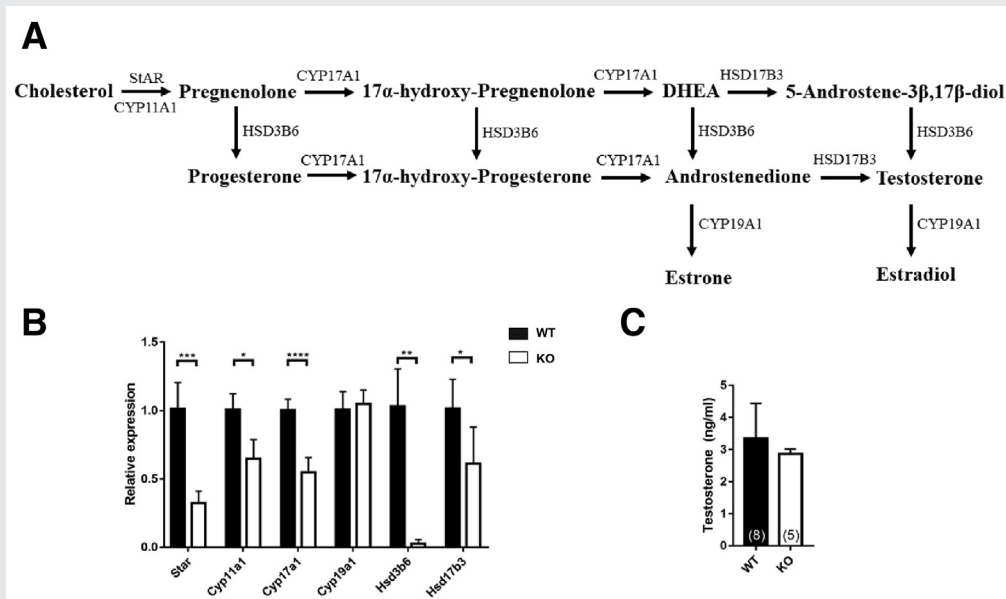 A
StAR CYP17A1 CYP17A1 HSD17B3
Cholesterol Pregnenolone 17α-hydroxy-Pregnenolone DHEA 5-Androstene-3β,17β-diol
CYP11A1
HSD3B6 HSD3B6 HSD3B6 HSD3B6
CYP17A1 CYP17A1 HSD17B3
Progesterone 17α-hydroxy-Progesterone Androstenedione Testosterone
CYP19A1 CYP19A1
Estrone Estradiol
B
WT
KO
1.5
1.0
0.5
0.0
Relative expression
*** * **** ** *
Star Cyp11a1 Cyp17a1 Cyp19a1 Hsd3b6 Hsd17b3
C
5
4
3
2
1
0
Testosterone (ng/ml)
(8) (5)
WT KO